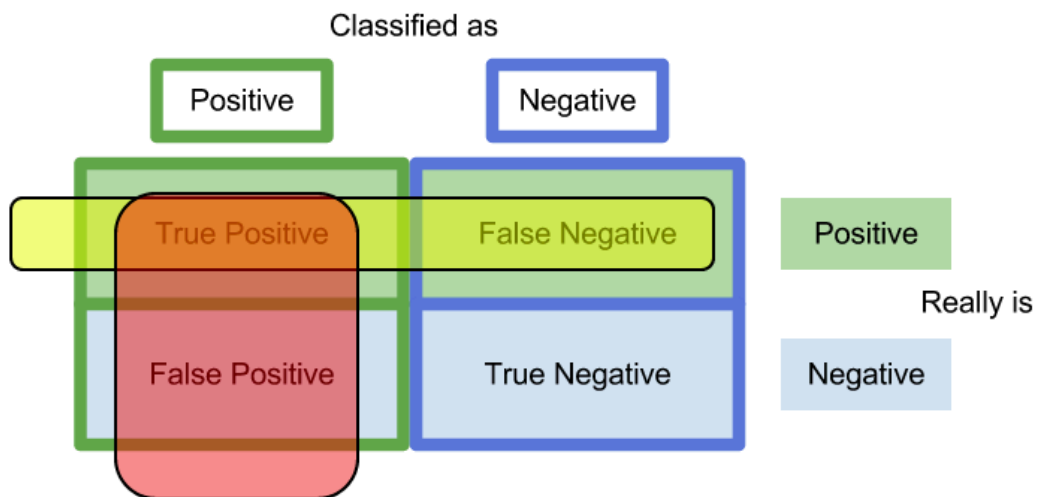 Classified as
Positive
Negative
True Positive
False Negative
Positive
Really is
False Positive
True Negative
Negative